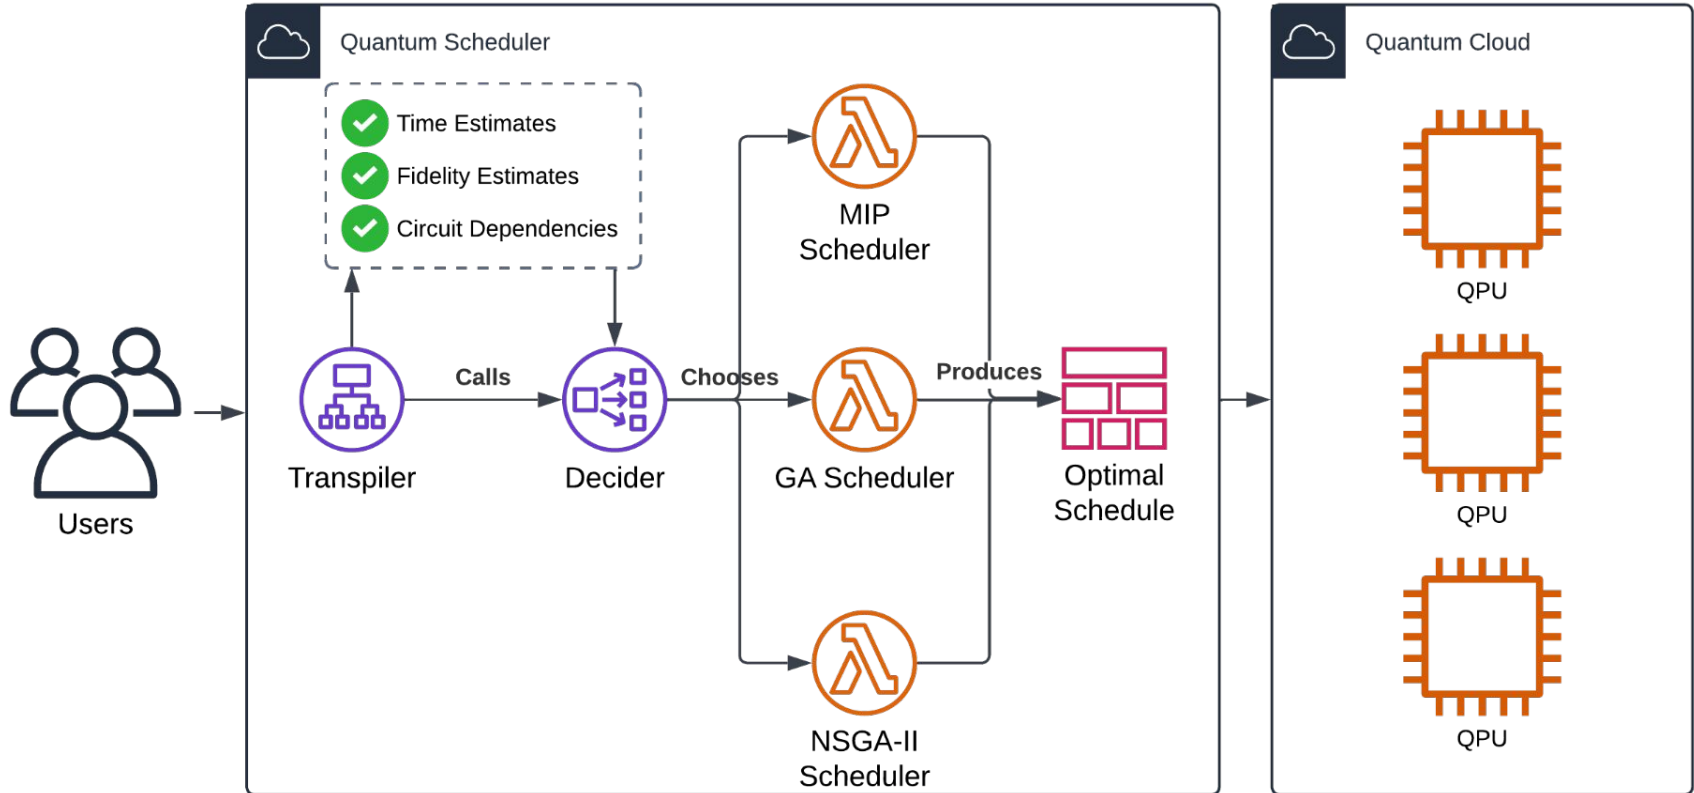 Quantum Scheduler
Quantum Cloud
Time Estimates
Fidelity Estimates
Circuit Dependencies
MIP
Scheduler
QPU
Users
Transpiler
Calls
Decider
Chooses
GA Scheduler
Produces
Optimal
Schedule
QPU
NSGA-II
Scheduler
QPU